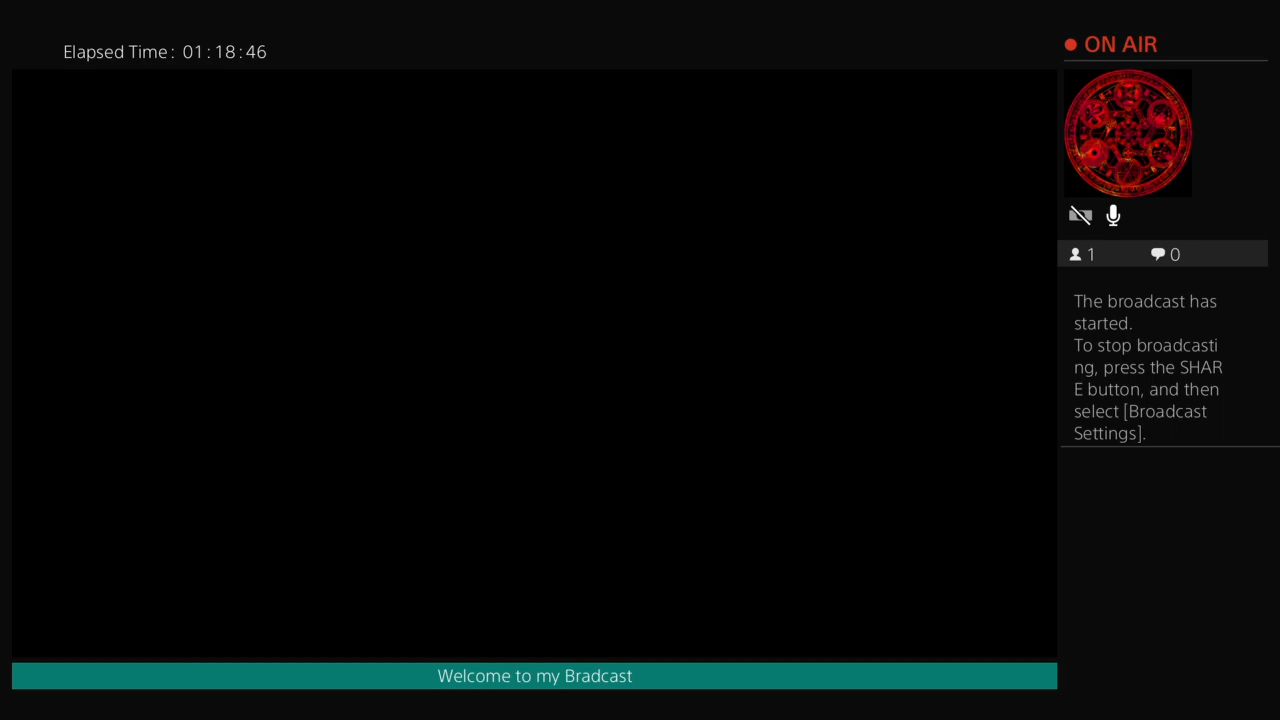 Elapsed Time: 01:18:46
ON AIR
1 0
The broadcast has
started.
To stop broadcasti
ng, press the SHAR
E button, and then
select [Broadcast
Settings].
Welcome to my Bradcast